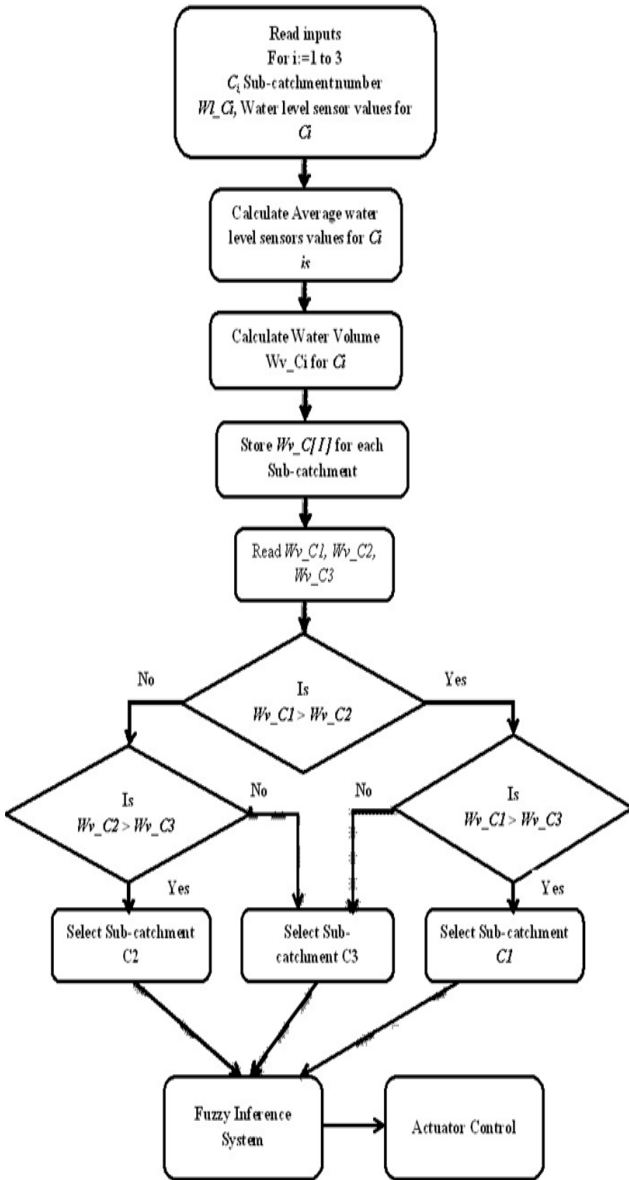 Read inputs
For i:=1 to 3
Ci Sub-catchment number
Wl_Ci, Water level sensor values for
Ci
Calculate Average water
level sensors values for Ci
is
Calculate Water Volume
Wv_Ci for Ci
Store Wv_C[I] for each
Sub-catchment
Read Wv_C1, Wv_C2,
Wv_C3
No
Yes
Is
Wv_C1 > Wv_C2
Is
Wv_C2 > Wv_C3
No
No
Is
Wv_C1 > Wv_C3
Yes
Yes
Select Sub-catchment
C2
Select Sub-
catchment C3
Select Sub-catchment
C1
Fuzzy Inference
System
Actuator Control